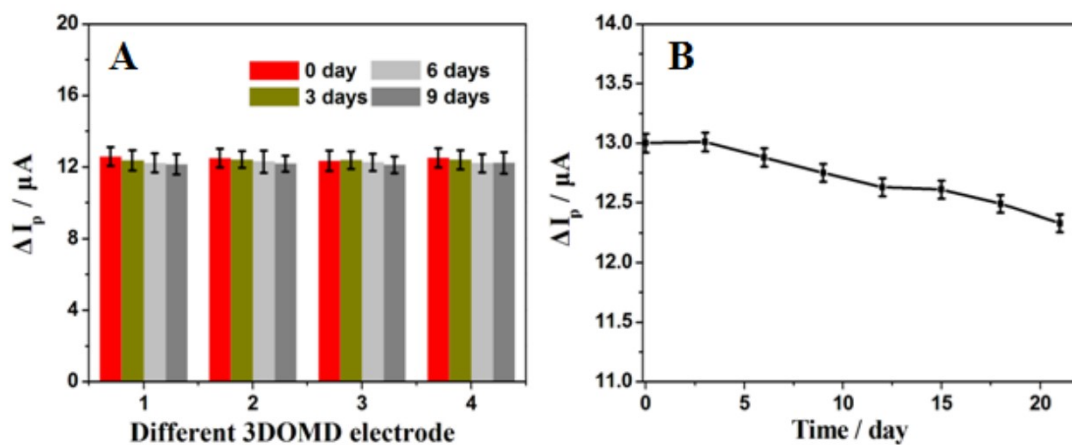 A
0 day 6 days
3 days 9 days
ΔIp / μA
20
16
12
8
4
0
1 2 3 4
Different 3DOMD electrode
B
ΔIp / μA
14.0
13.5
13.0
12.5
12.0
11.5
11.0
0 5 10 15 20
Time / day